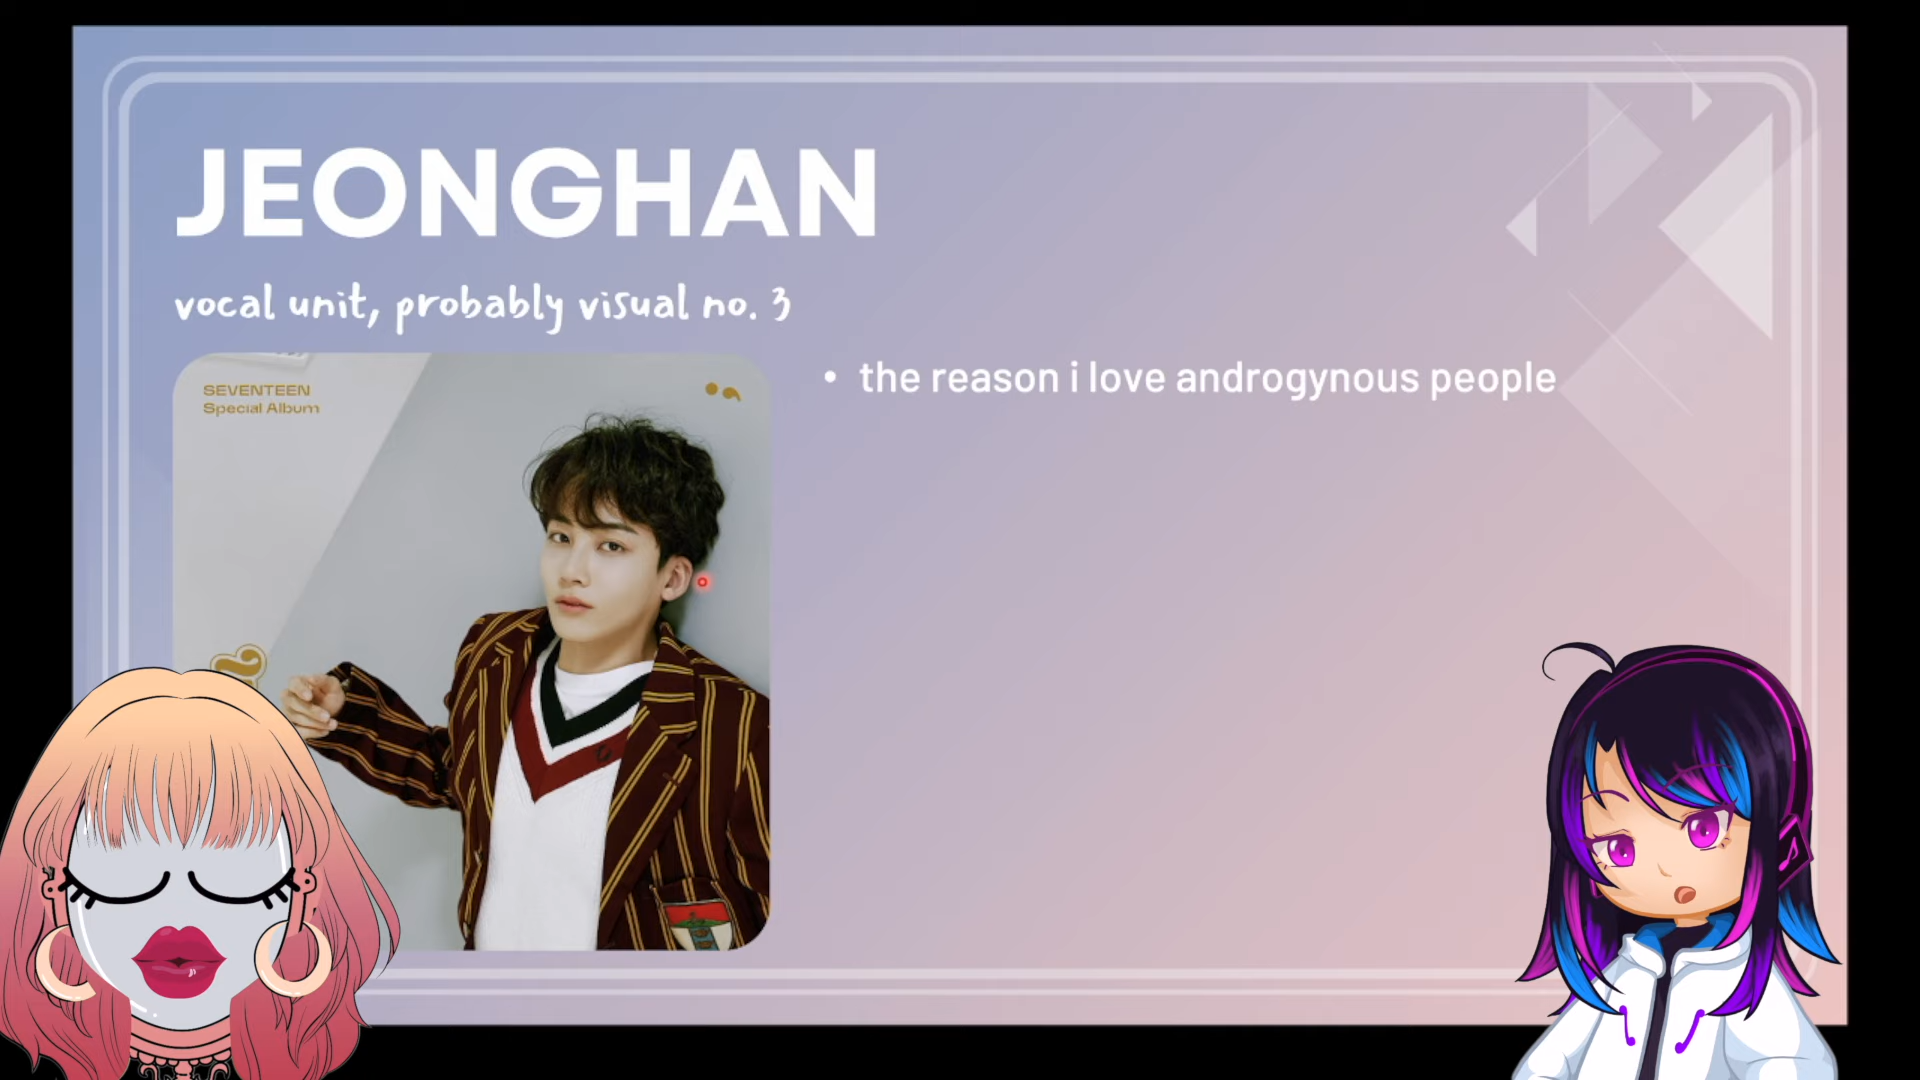 JEONGHAN
vocal unit, probably visual no. 3
SEVENTEEN
Special Album
• the reason i love androgynous people